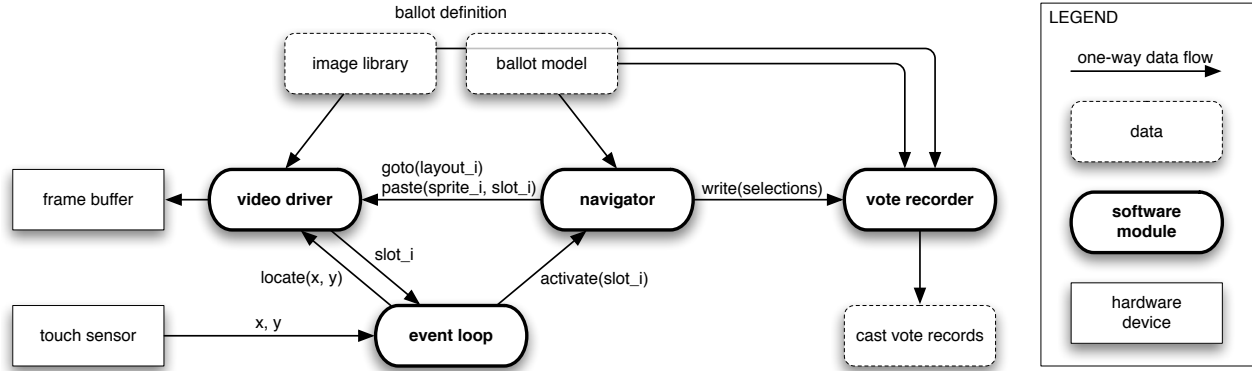 ballot definition
image library
ballot model
goto(layout_i)
paste(sprite_i, slot_i)
frame buffer
video driver
navigator
write(selections)
vote recorder
slot_i
locate(x, y)
activate(slot_i)
touch sensor
x, y
event loop
cast vote records
LEGEND
one-way data flow
data
software
module
hardware
device